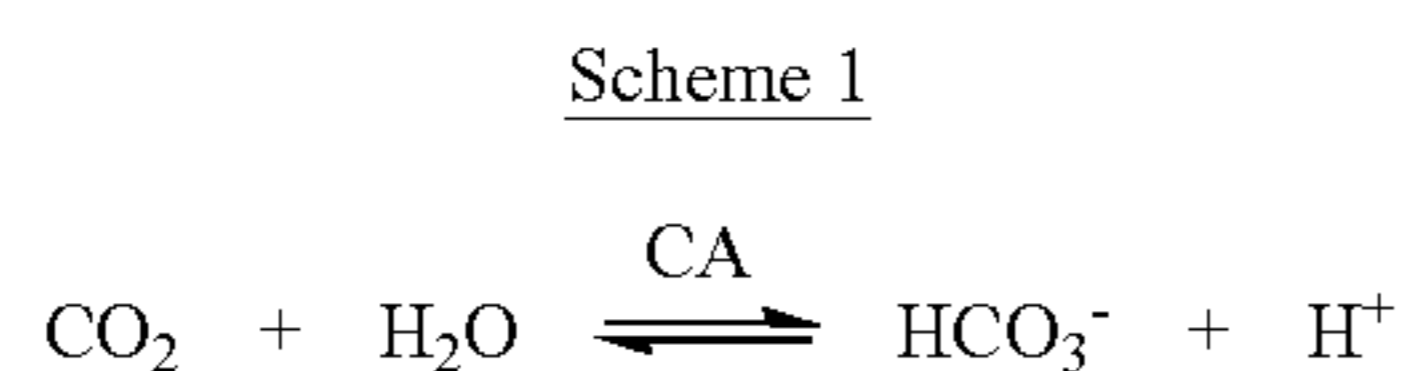 Scheme 1
CA
CO₂ + H₂O ⇌ HCO₃⁻ + H⁺